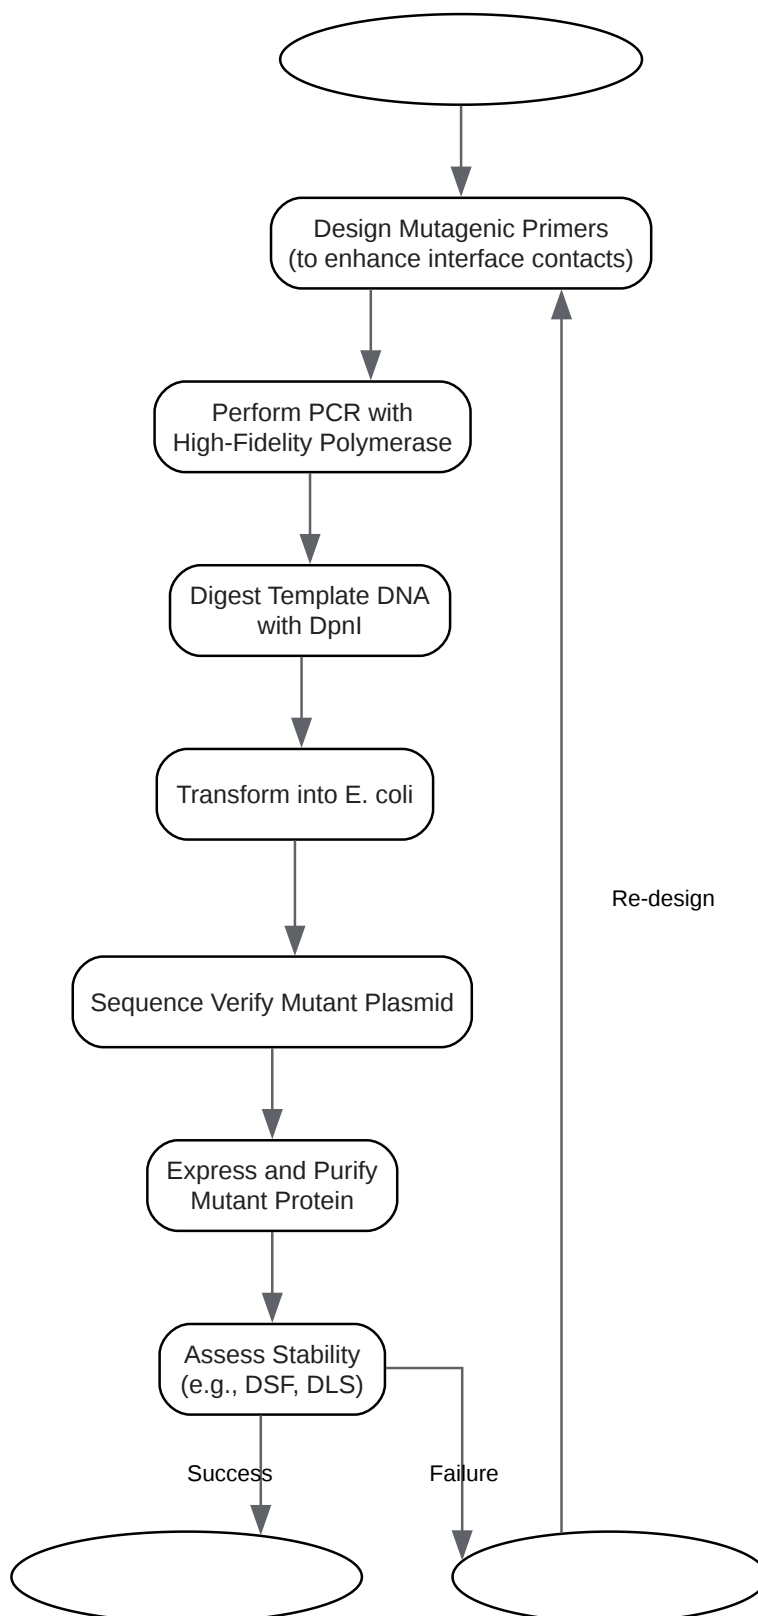 Design Mutagenic Primers
(to enhance interface contacts)
Perform PCR with
High-Fidelity Polymerase
Digest Template DNA
with DpnI
Transform into E. coli
Re-design
Sequence Verify Mutant Plasmid
Express and Purify
Mutant Protein
Assess Stability
(e.g., DSF, DLS)
Success
Failure